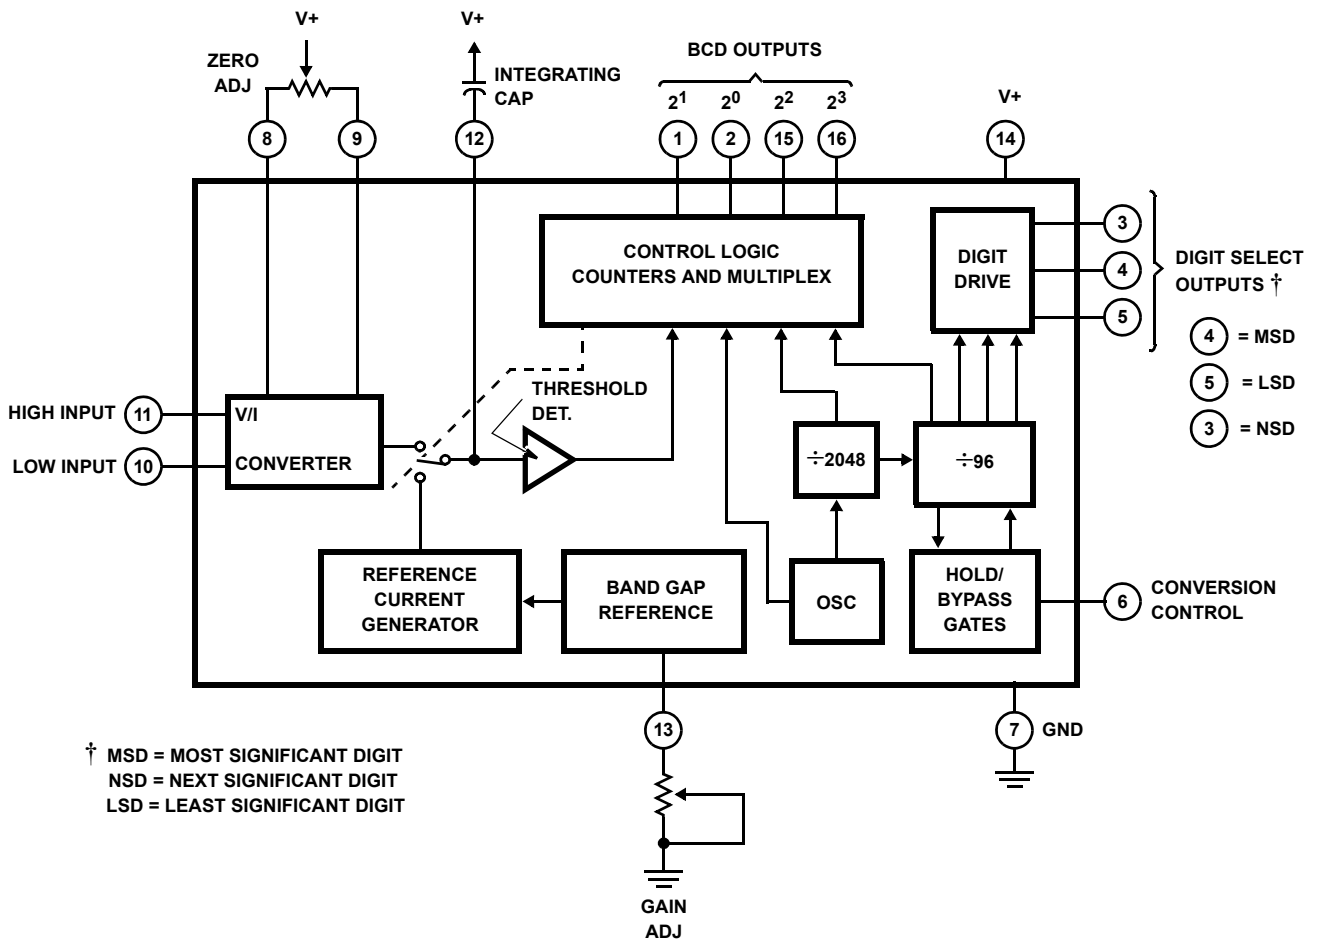 V+
V+
ZERO
ADJ
INTEGRATING
CAP
BCD OUTPUTS
2¹ 2⁰ 2² 2³
V+
8
9
12
1
2
15
16
14
CONTROL LOGIC
COUNTERS AND MULTIPLEX
DIGIT
DRIVE
3
4
5
DIGIT SELECT
OUTPUTS †
4 = MSD
5 = LSD
3 = NSD
THRESHOLD
DET.
HIGH INPUT 11
LOW INPUT 10
V/I
CONVERTER
÷2048
÷96
REFERENCE
CURRENT
GENERATOR
BAND GAP
REFERENCE
OSC
HOLD/
BYPASS
GATES
6
CONVERSION
CONTROL
13
7 GND
† MSD = MOST SIGNIFICANT DIGIT
NSD = NEXT SIGNIFICANT DIGIT
LSD = LEAST SIGNIFICANT DIGIT
GAIN
ADJ